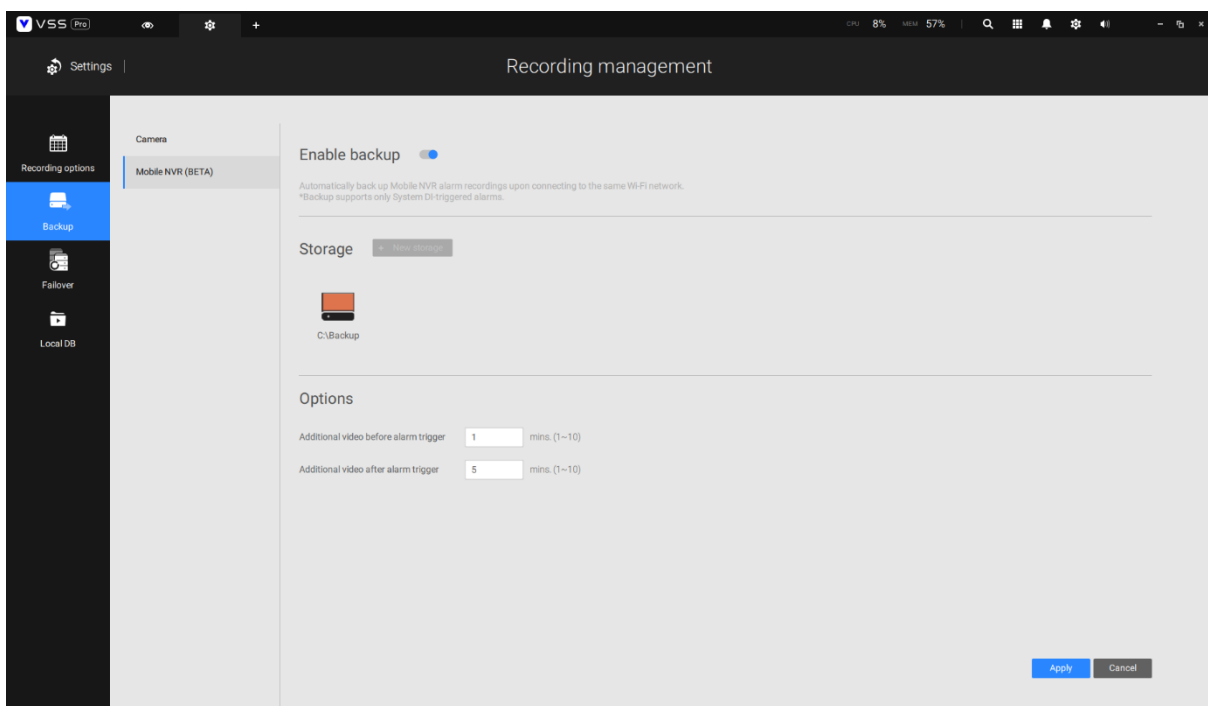 VSS Pro
CPU 8% MEM 57%
Settings
Recording management
Recording options
Backup
Failover
Local DB
Camera
Mobile NVR (BETA)
Enable backup
Automatically back up Mobile NVR alarm recordings upon connecting to the same Wi-Fi network.
*Backup supports only System DI-triggered alarms.
Storage
+ New storage
C:\Backup
Options
Additional video before alarm trigger 1 mins. (1~10)
Additional video after alarm trigger 5 mins. (1~10)
Apply Cancel